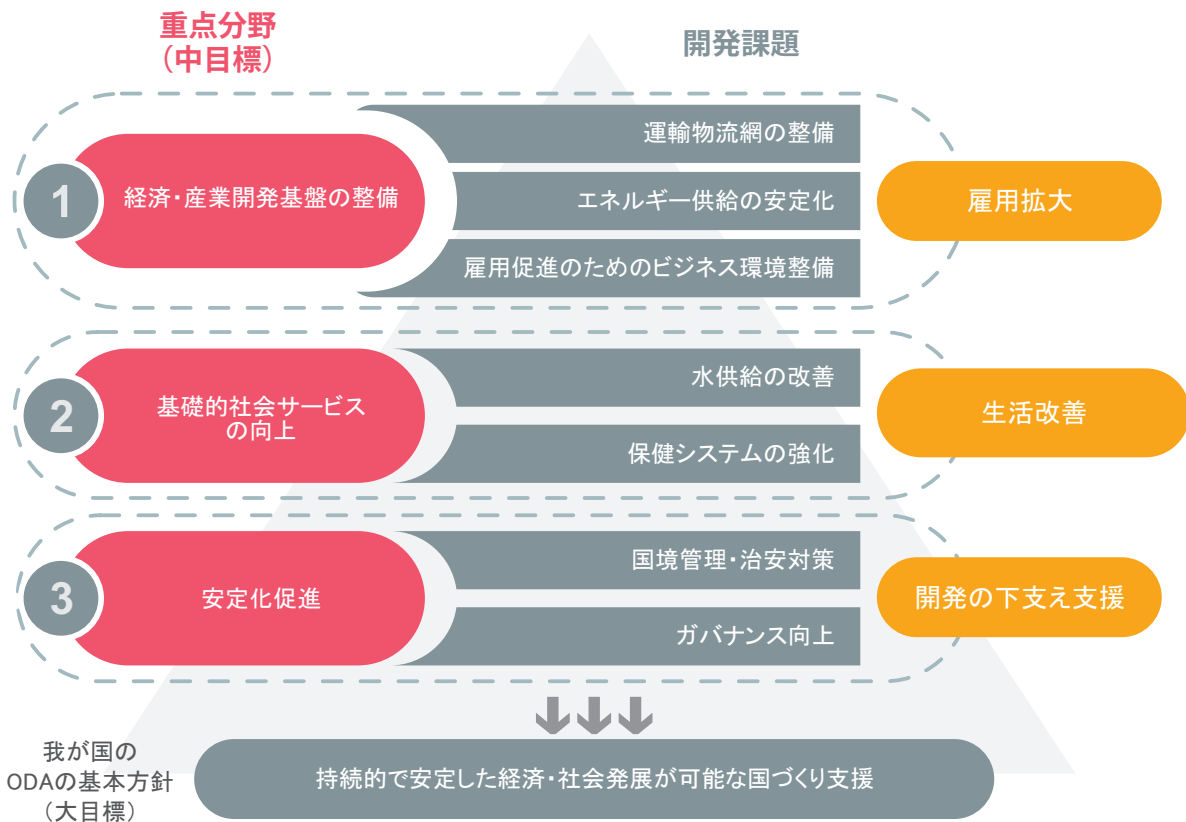 重点分野
(中目標)
開発課題
1
経済・産業開発基盤の整備
運輸物流網の整備
エネルギー供給の安定化
雇用促進のためのビジネス環境整備
雇用拡大
2
基礎的社会サービス
の向上
水供給の改善
保健システムの強化
生活改善
3
安定化促進
国境管理・治安対策
ガバナンス向上
開発の下支え支援
我が国の
ODAの基本方針
(大目標)
持続的で安定した経済・社会発展が可能な国づくり支援